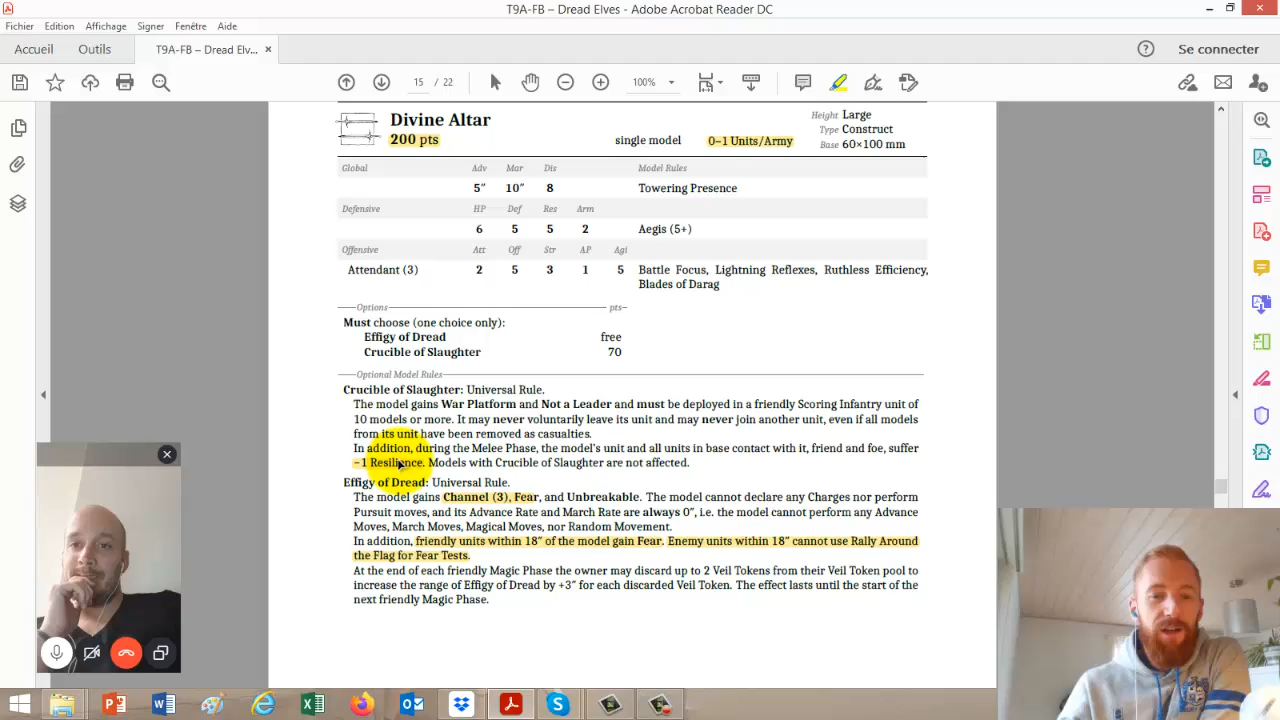 T9A-FB – Dread Elves - Adobe Acrobat Reader DC
Fichier Edition Affichage Signer Fenêtre Aide
Accueil Outils T9A-FB – Dread Elv... × Se connecter
15 / 22 100%
Divine Altar
200 pts single model 0–1 Units/Army
Height Large
Type Construct
Base 60×100 mm
Global Adv Mar Dis Model Rules
5″ 10″ 8 Towering Presence
Defensive HP Def Res Arm
6 5 5 2 Aegis (5+)
Offensive Att Off Str AP Agi
Attendant (3) 2 5 3 1 5 Battle Focus, Lightning Reflexes, Ruthless Efficiency,
Blades of Darag
Options pts
Must choose (one choice only):
Effigy of Dread free
Crucible of Slaughter 70
Optional Model Rules
Crucible of Slaughter: Universal Rule.
The model gains War Platform and Not a Leader and must be deployed in a friendly Scoring Infantry unit of
10 models or more. It may never voluntarily leave its unit and may never join another unit, even if all models
from its unit have been removed as casualties.
In addition, during the Melee Phase, the model's unit and all units in base contact with it, friend and foe, suffer
−1 Resilience. Models with Crucible of Slaughter are not affected.
Effigy of Dread: Universal Rule.
The model gains Channel (3), Fear, and Unbreakable. The model cannot declare any Charges nor perform
Pursuit moves, and its Advance Rate and March Rate are always 0″, i.e. the model cannot perform any Advance
Moves, March Moves, Magical Moves, nor Random Movement.
In addition, friendly units within 18″ of the model gain Fear. Enemy units within 18″ cannot use Rally Around
the Flag for Fear Tests.
At the end of each friendly Magic Phase the owner may discard up to 2 Veil Tokens from their Veil Token pool to
increase the range of Effigy of Dread by +3″ for each discarded Veil Token. The effect lasts until the start of the
next friendly Magic Phase.